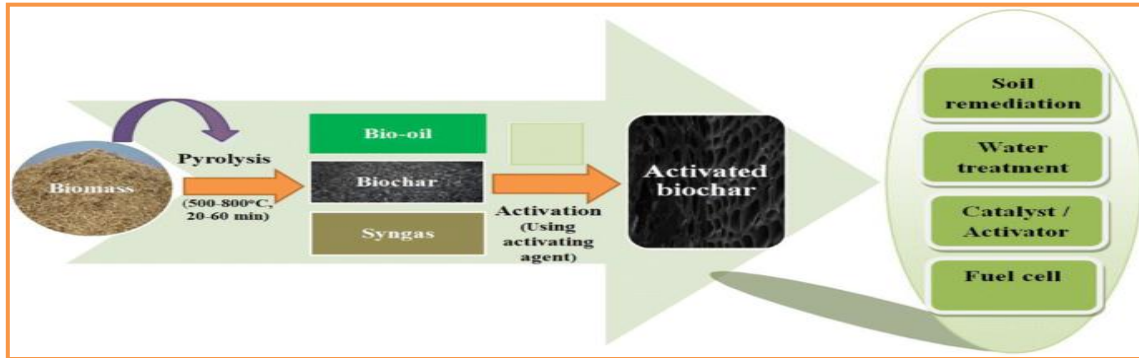 Biomass
Pyrolysis
(500-800°C,
20-60 min)
Bio-oil
Biochar
Syngas
Activation
(Using
activating
agent)
Activated
biochar
Soil
remediation
Water
treatment
Catalyst /
Activator
Fuel cell